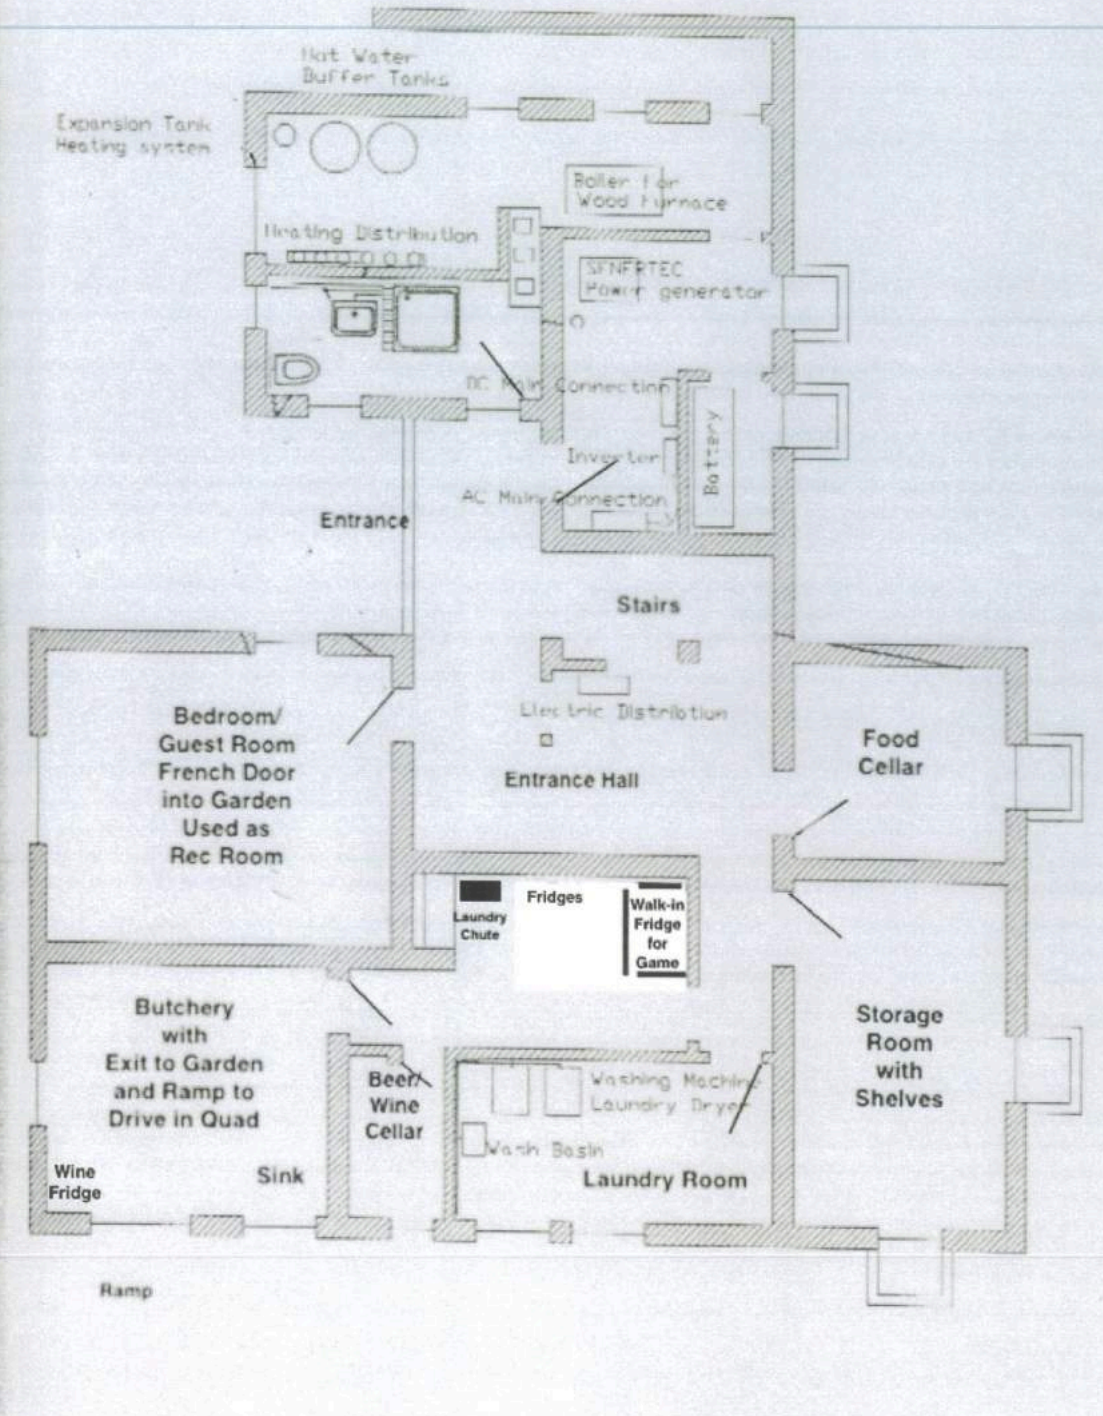 Hot Water
Buffer Tanks
Expansion Tank
Heating system
Boiler For
Wood Furnace
Heating Distribution
SENERTEC
Power generator
DC Main Connection
Battery
Inverter
AC Main Connection
Entrance
Stairs
Electric Distribution
Entrance Hall
Bedroom/
Guest Room
French Door
into Garden
Used as
Rec Room
Food
Cellar
Laundry
Chute
Fridges
Walk-in
Fridge
for
Game
Butchery
with
Exit to Garden
and Ramp to
Drive in Quad
Storage
Room
with
Shelves
Beer/
Wine
Cellar
Washing Machine
Laundry Dryer
Wash Basin
Laundry Room
Wine
Fridge
Sink
Ramp